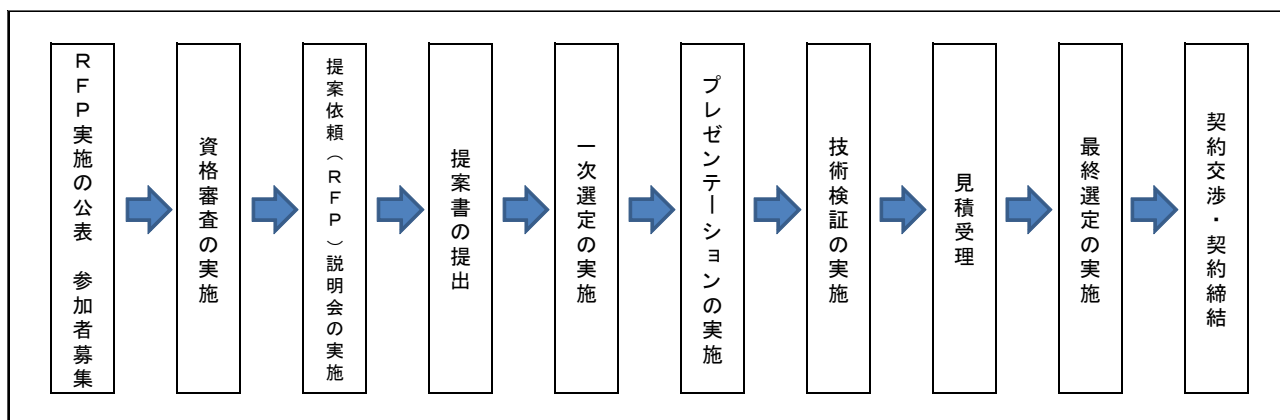 RFP実施の公表　参加者募集
資格審査の実施
提案依頼（RFP）説明会の実施
提案書の提出
一次選定の実施
プレゼンテーションの実施
技術検証の実施
見積受理
最終選定の実施
契約交渉・契約締結